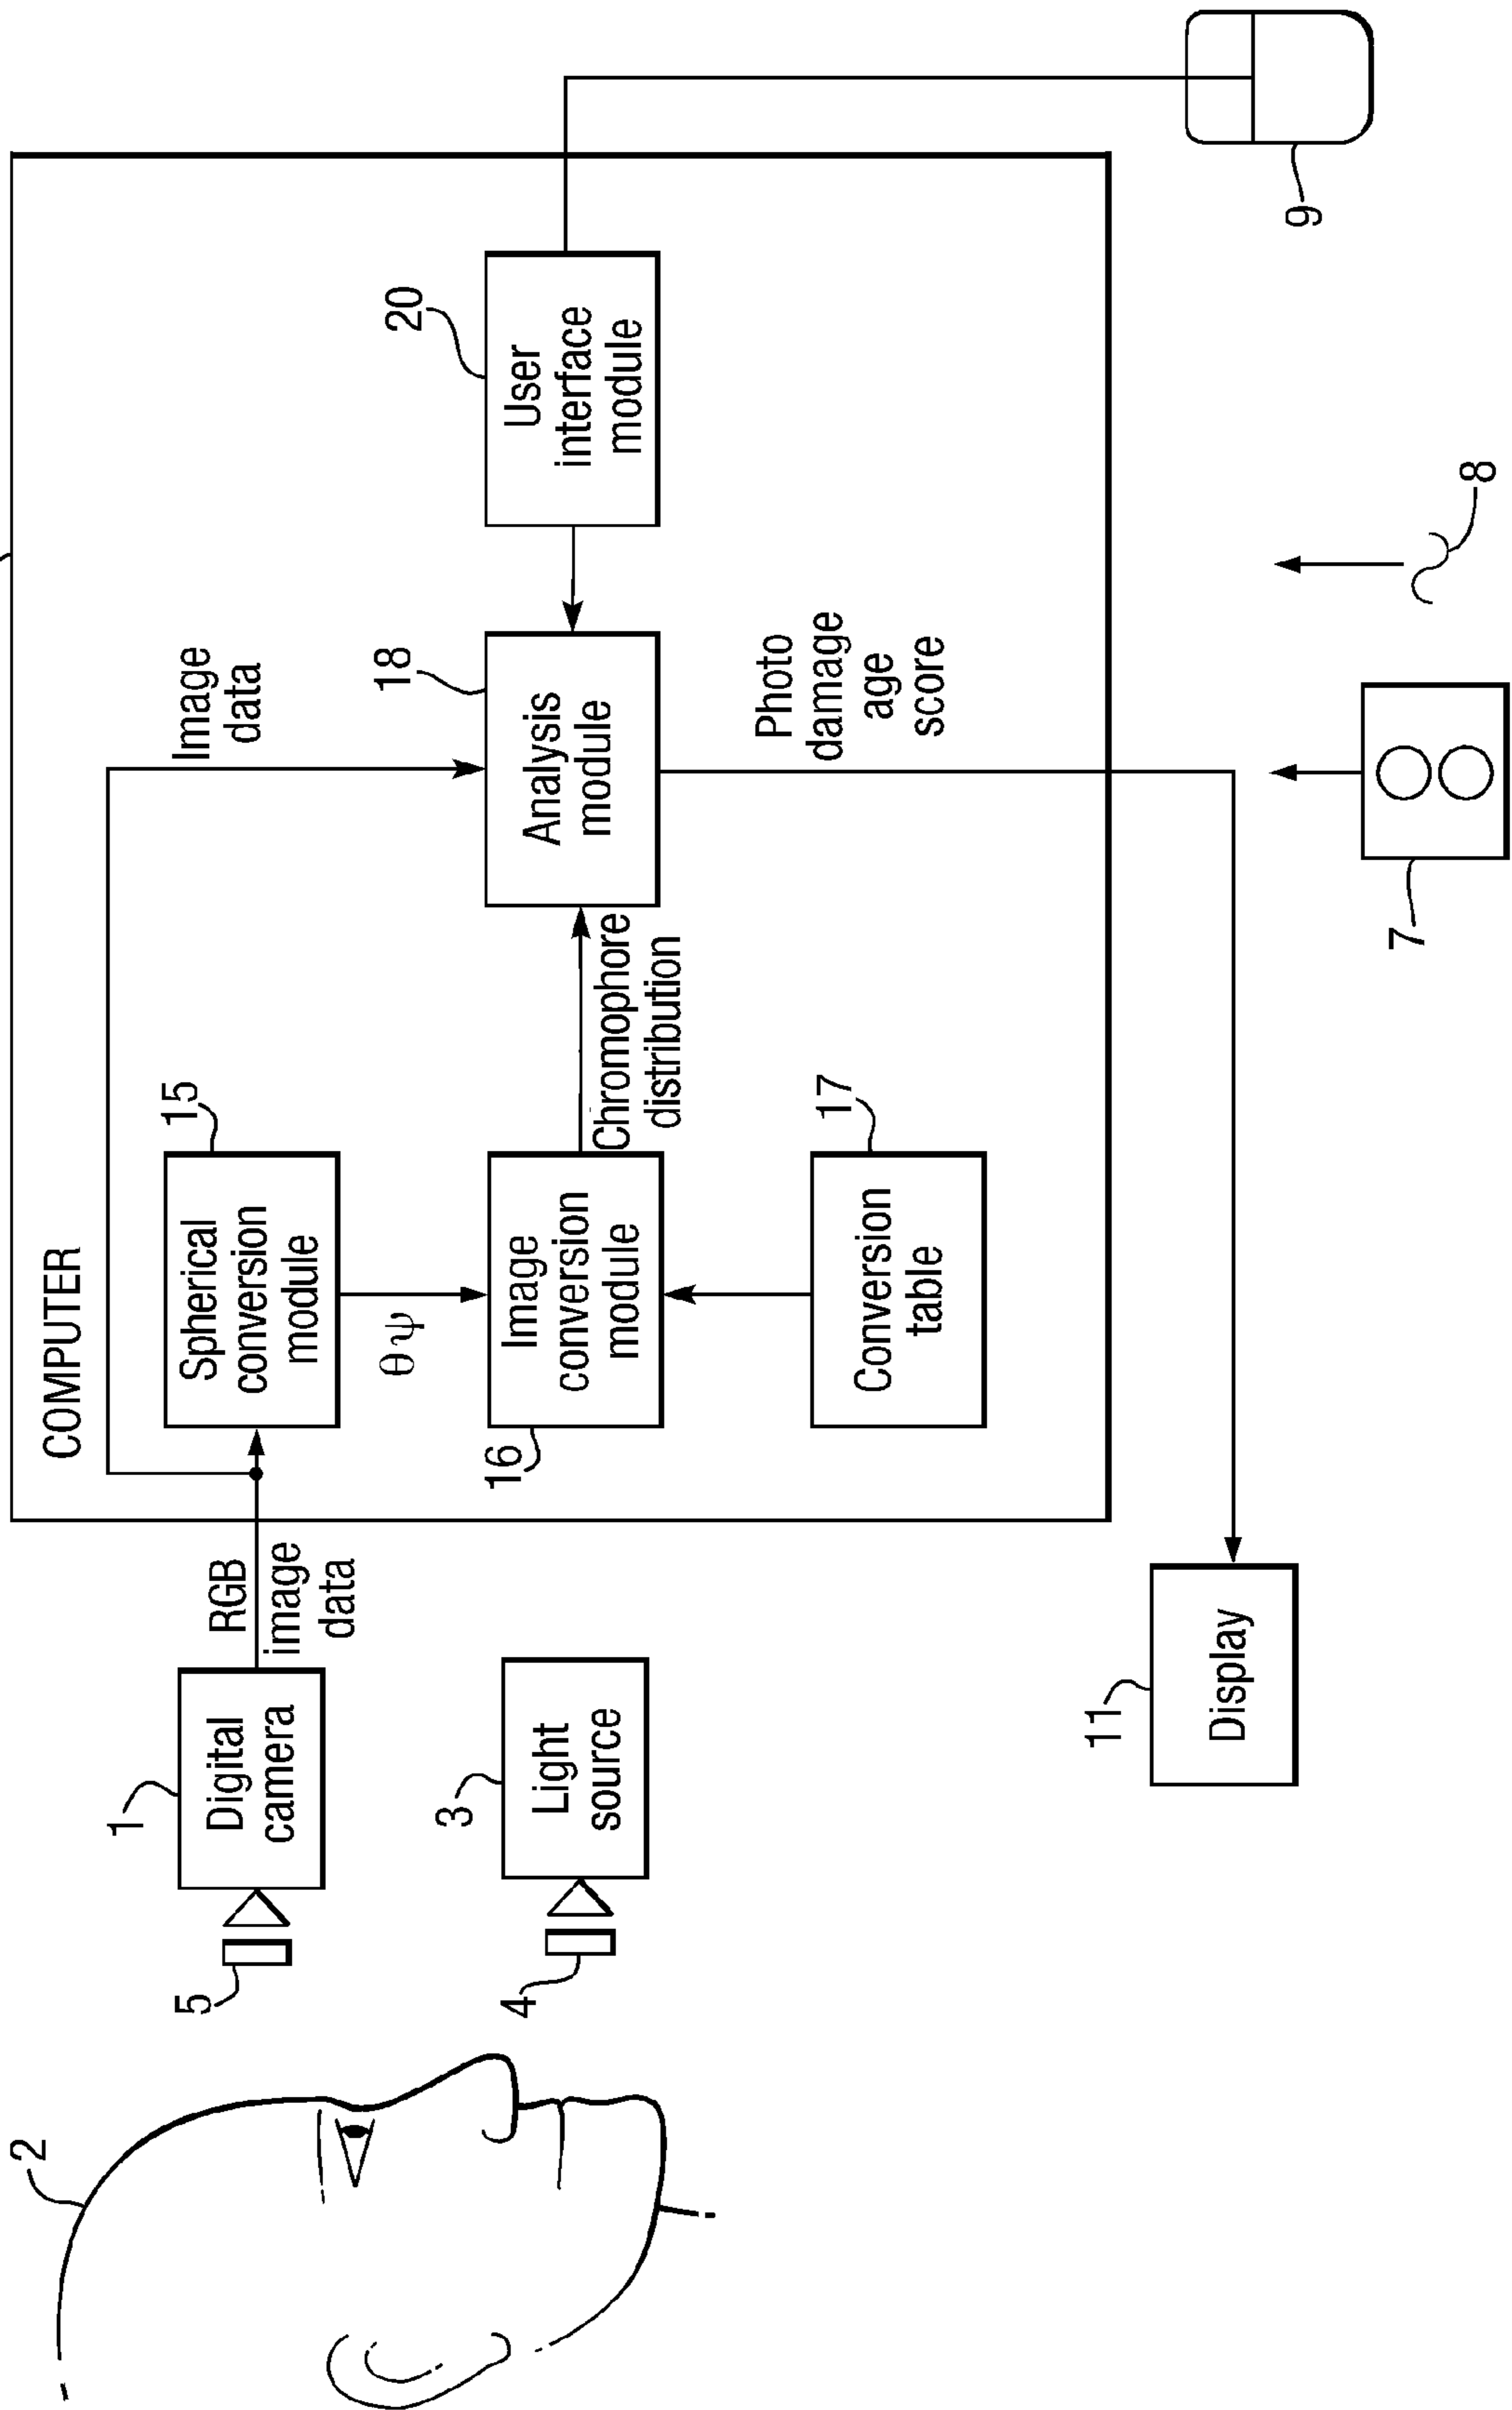 COMPUTER
2
5
1
Digital
camera
RGB
image
data
15
Spherical
conversion
module
Image
data
θψ
4
3
Light
source
16
Image
conversion
module
Chromophore
distribution
18
Analysis
module
20
User
interface
module
17
Conversion
table
Photo
damage
age
score
11
Display
7
8
9